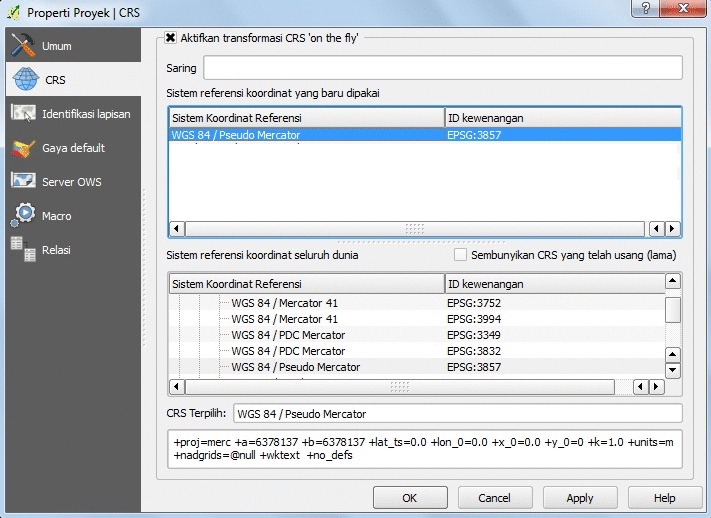 Properti Proyek | CRS
Umum
CRS
Identifikasi lapisan
Gaya default
Server OWS
Macro
Relasi
Aktifkan transformasi CRS 'on the fly'
Saring
Sistem referensi koordinat yang baru dipakai
Sistem Koordinat Referensi ID kewenangan
WGS 84 / Pseudo Mercator EPSG:3857
Sistem referensi koordinat seluruh dunia Sembunyikan CRS yang telah usang (lama)
Sistem Koordinat Referensi ID kewenangan
WGS 84 / Mercator 41 EPSG:3752
WGS 84 / Mercator 41 EPSG:3994
WGS 84 / PDC Mercator EPSG:3349
WGS 84 / PDC Mercator EPSG:3832
WGS 84 / Pseudo Mercator EPSG:3857
CRS Terpilih: WGS 84 / Pseudo Mercator
+proj=merc +a=6378137 +b=6378137 +lat_ts=0.0 +lon_0=0.0 +x_0=0.0 +y_0=0 +k=1.0 +units=m
+nadgrids=@null +wktext +no_defs
OK Cancel Apply Help